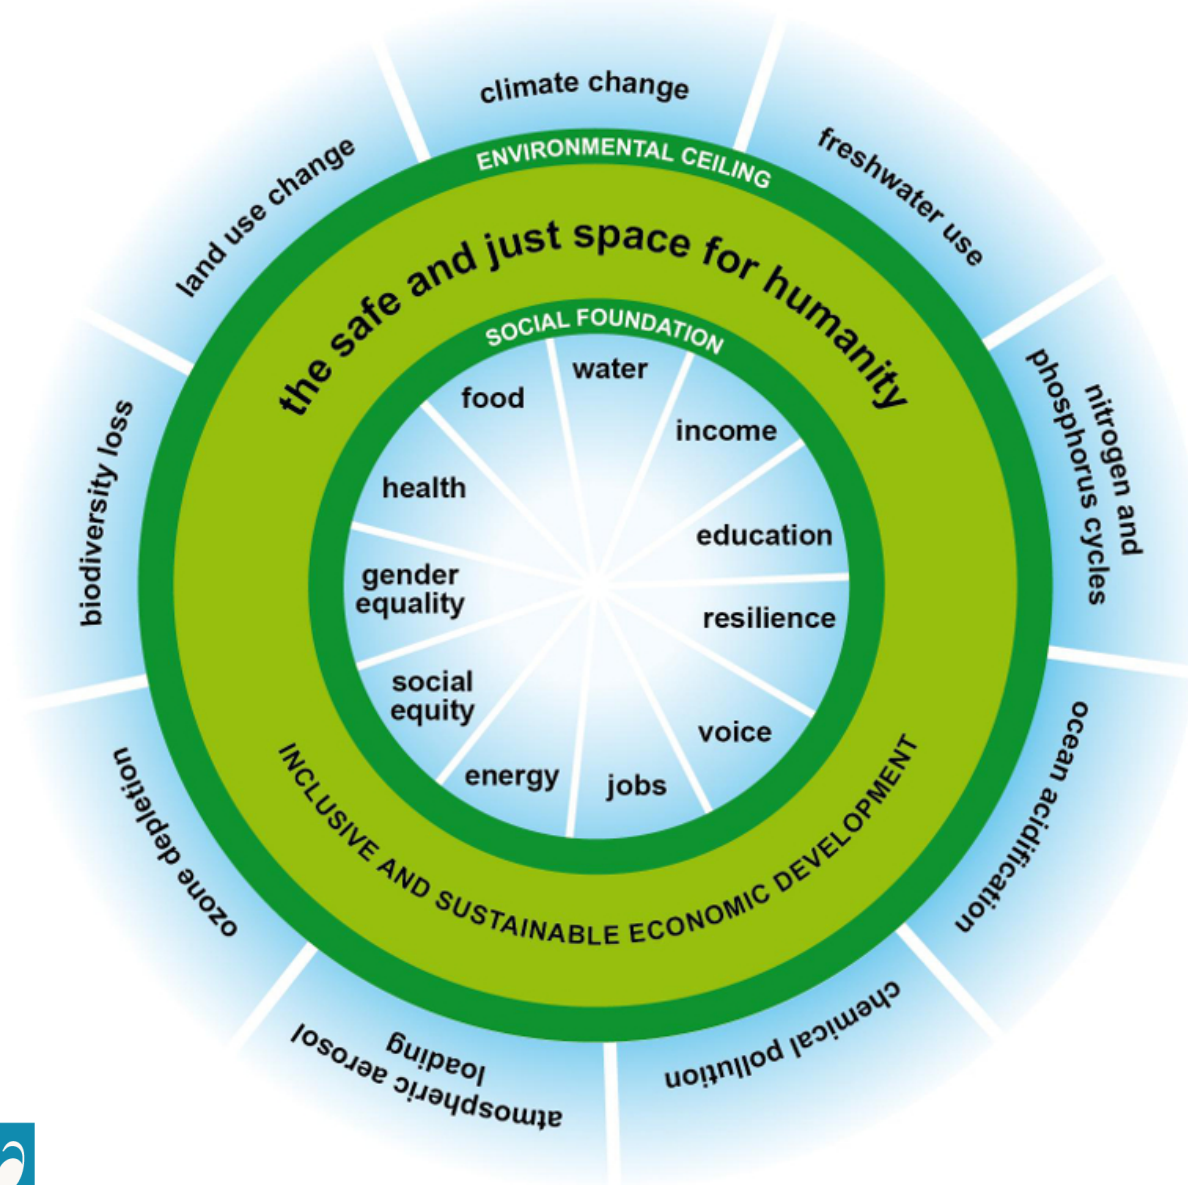 climate change
freshwater use
nitrogen and
phosphorus cycles
ocean acidification
chemical pollution
atmospheric aerosol
loading
ozone depletion
biodiversity loss
land use change
ENVIRONMENTAL CEILING
the safe and just space for humanity
SOCIAL FOUNDATION
water
income
education
resilience
voice
jobs
energy
social
equity
gender
equality
health
food
INCLUSIVE AND SUSTAINABLE ECONOMIC DEVELOPMENT